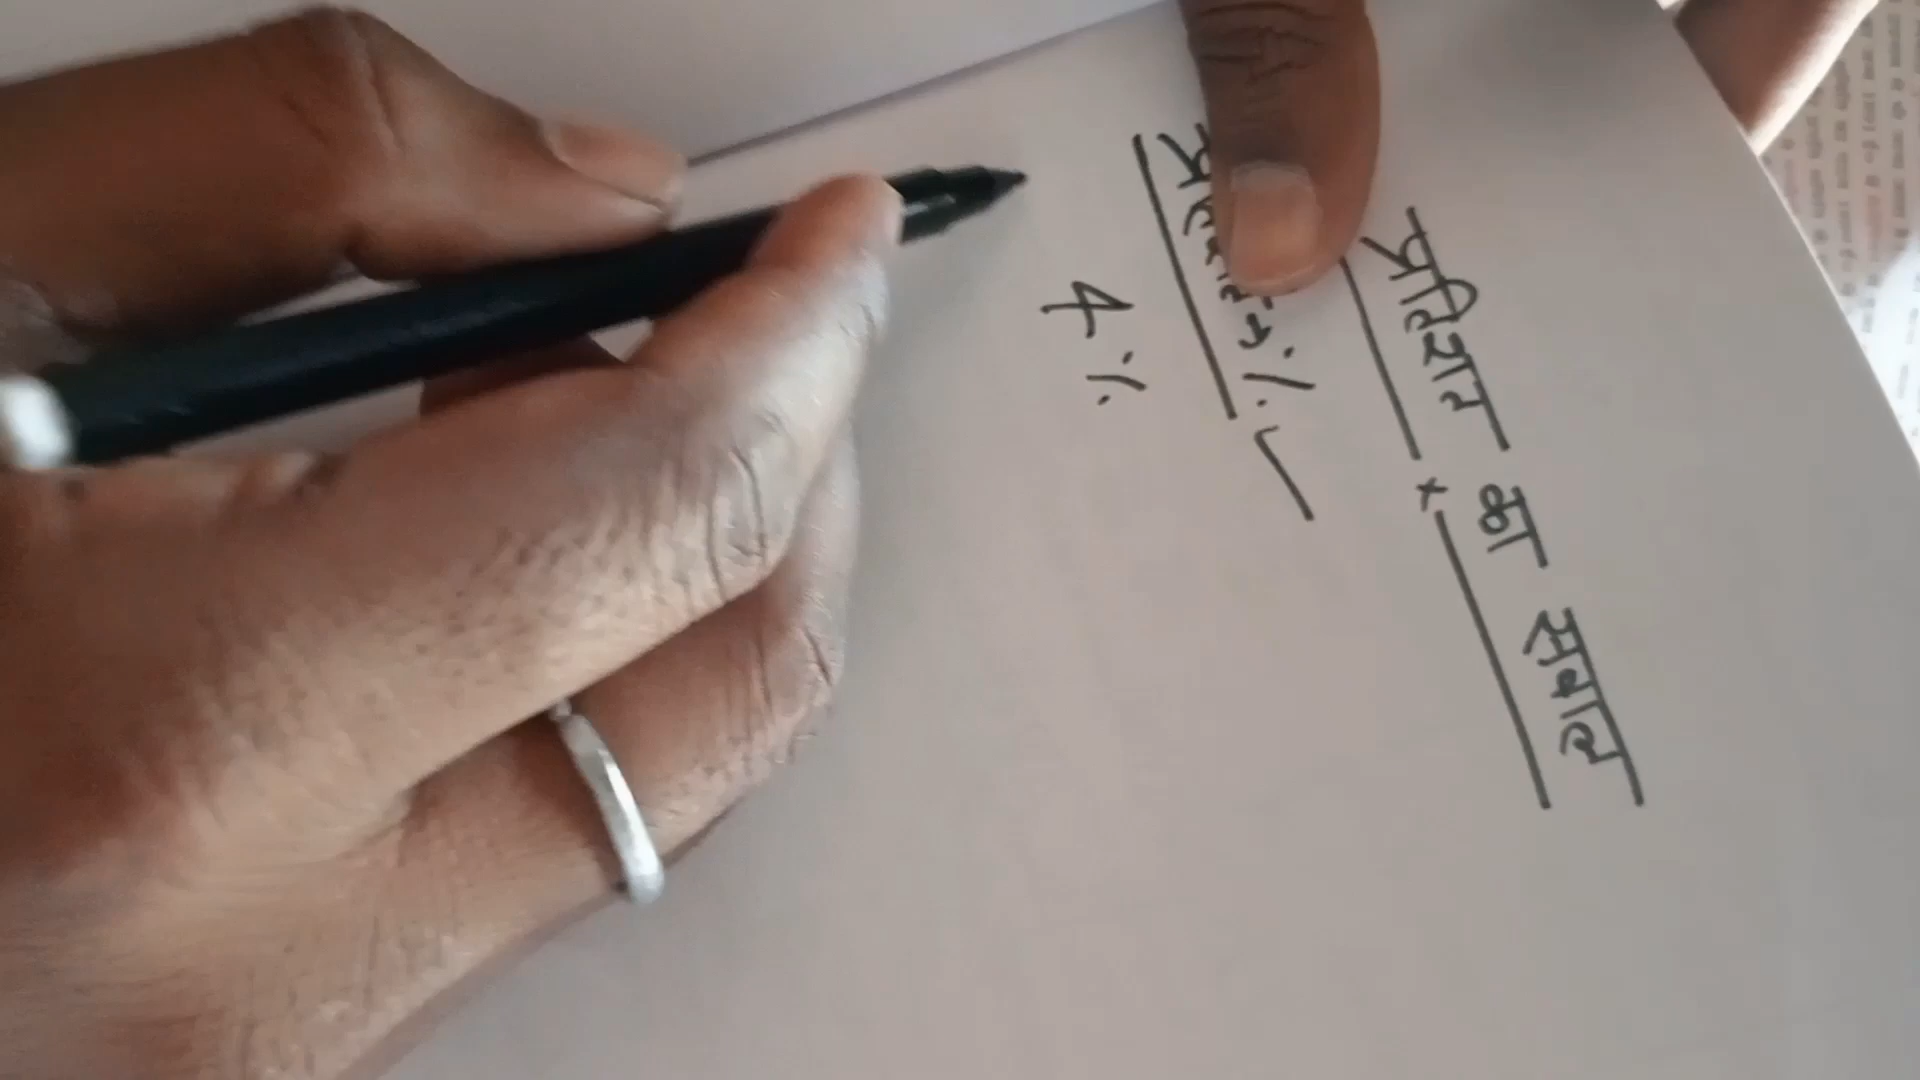 प्रतिशत का सवाल
×
% ✓
4 %